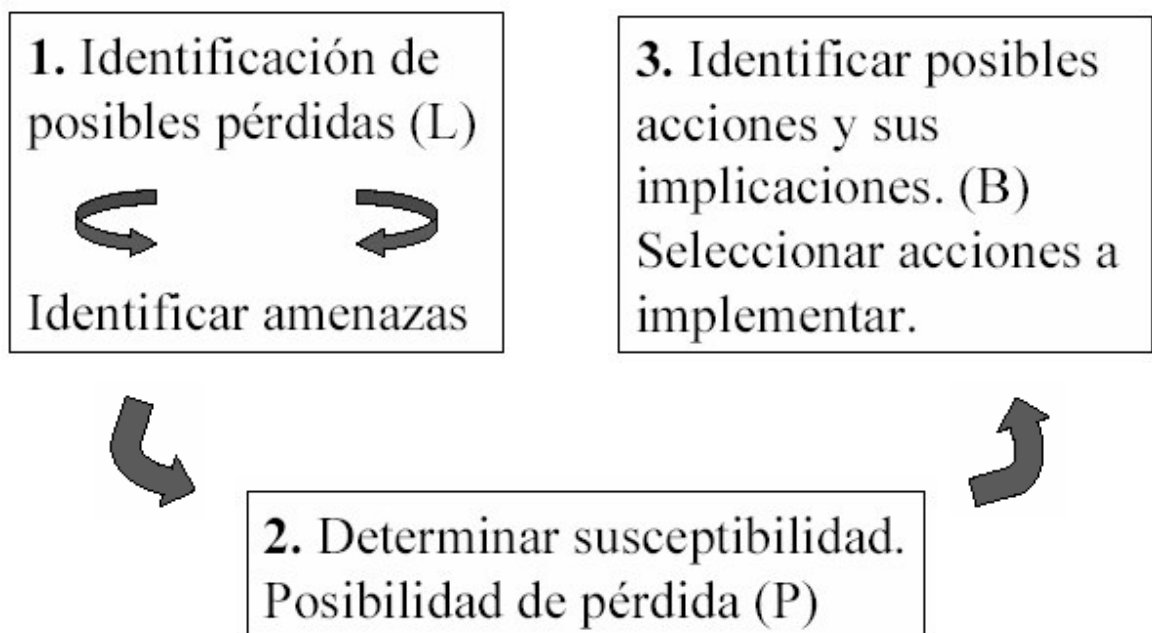 1. Identificación de
posibles pérdidas (L)
Identificar amenazas
2. Determinar susceptibilidad.
Posibilidad de pérdida (P)
3. Identificar posibles
acciones y sus
implicaciones. (B)
Seleccionar acciones a
implementar.